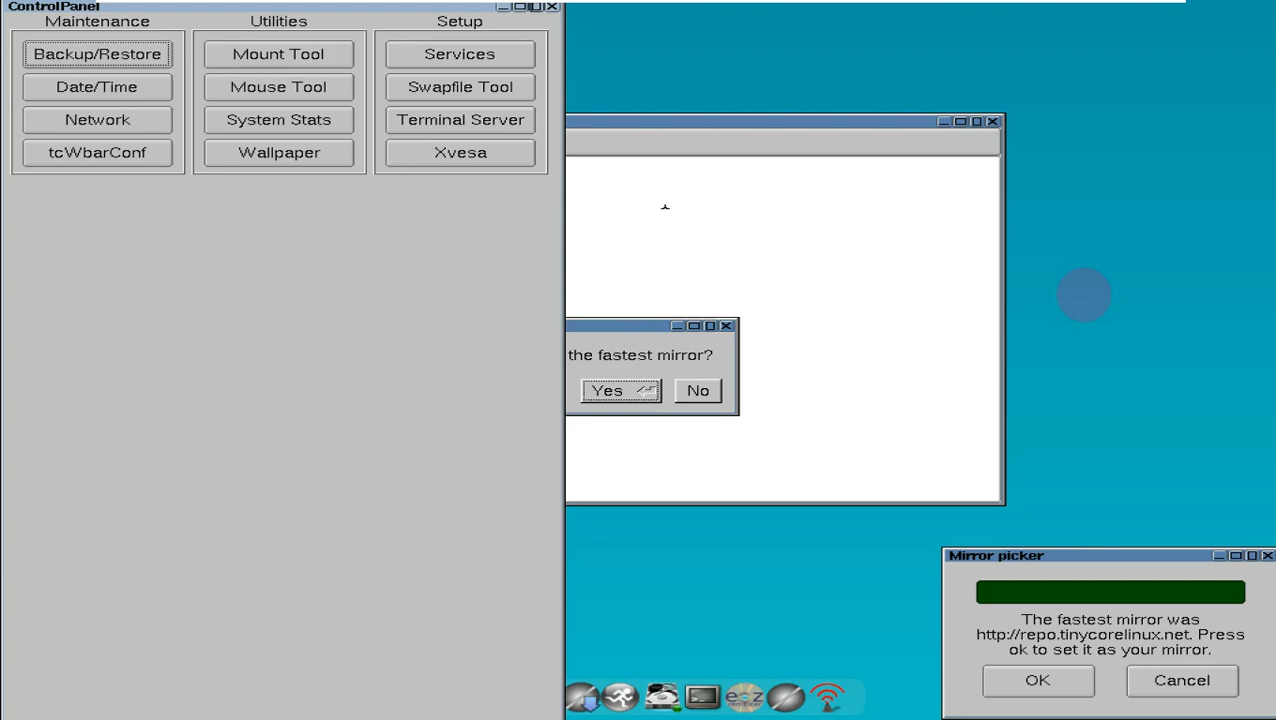 ControlPanel
Maintenance Utilities Setup
Backup/Restore Mount Tool Services
Date/Time Mouse Tool Swapfile Tool
Network System Stats Terminal Server
tcWbarConf Wallpaper Xvesa
the fastest mirror?
Yes No
Mirror picker
The fastest mirror was
http://repo.tinycorelinux.net. Press
ok to set it as your mirror.
OK Cancel